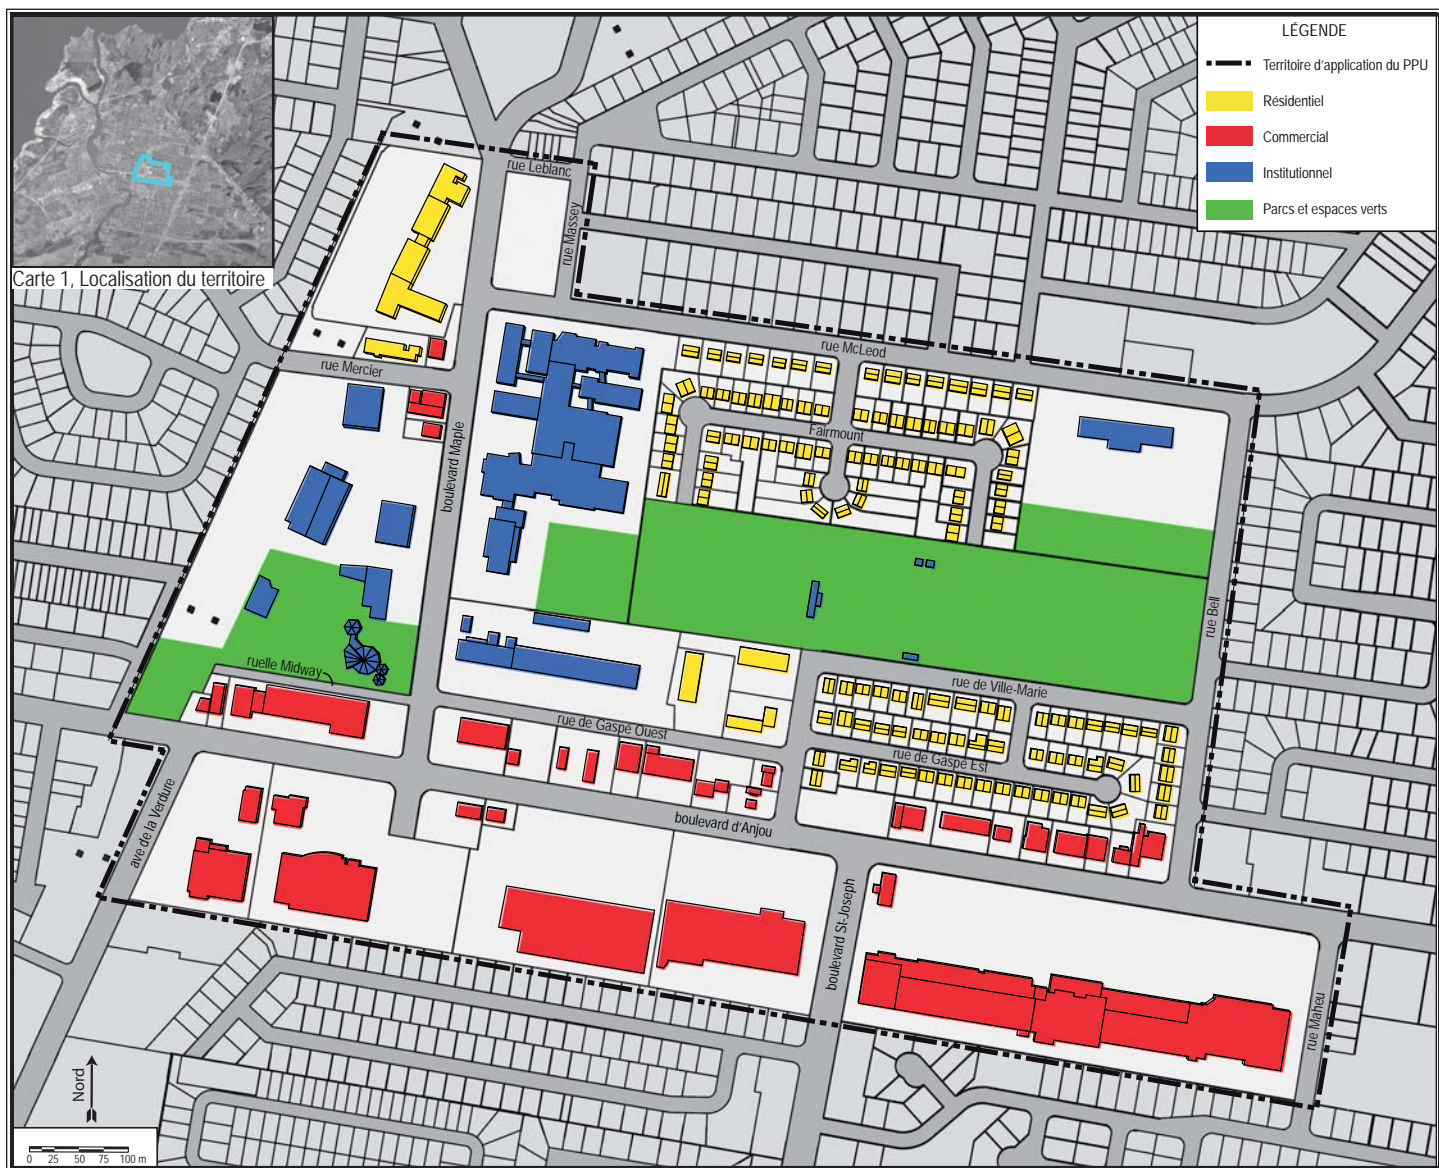 LÉGENDE
Territoire d'application du PPU
Résidentiel
Commercial
Institutionnel
Parcs et espaces verts
Carte 1, Localisation du territoire
rue Leblanc
rue Massey
rue McLeod
rue Mercier
boulevard Maple
Fairmount
rue Bell
ruelle Midway
rue de Ville-Marie
rue de Gaspé Ouest
rue de Gaspé Est
ave de la Verdure
boulevard d'Anjou
boulevard St-Joseph
rue Maheu
Nord
0 25 50 75 100 m